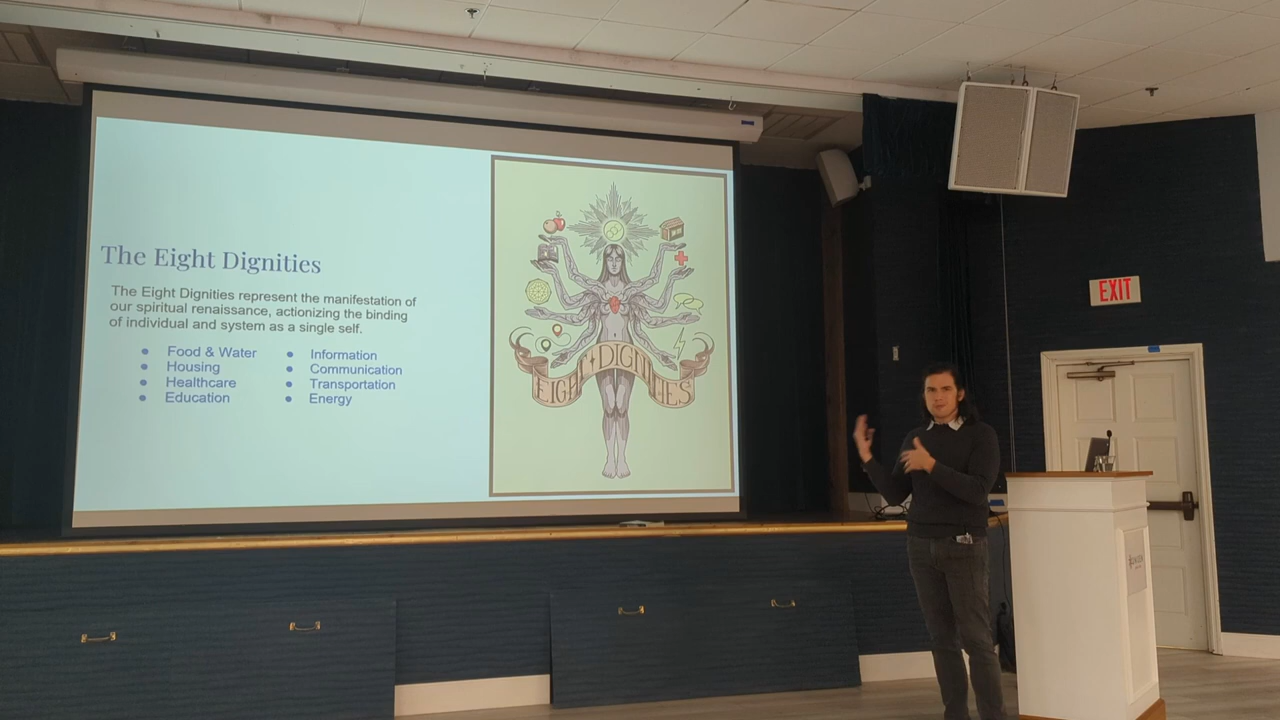 The Eight Dignities
The Eight Dignities represent the manifestation of
our spiritual renaissance, actionizing the binding
of individual and system as a single self.
Food & Water
Housing
Healthcare
Education
Information
Communication
Transportation
Energy
EIGHT DIGNITIES
EXIT